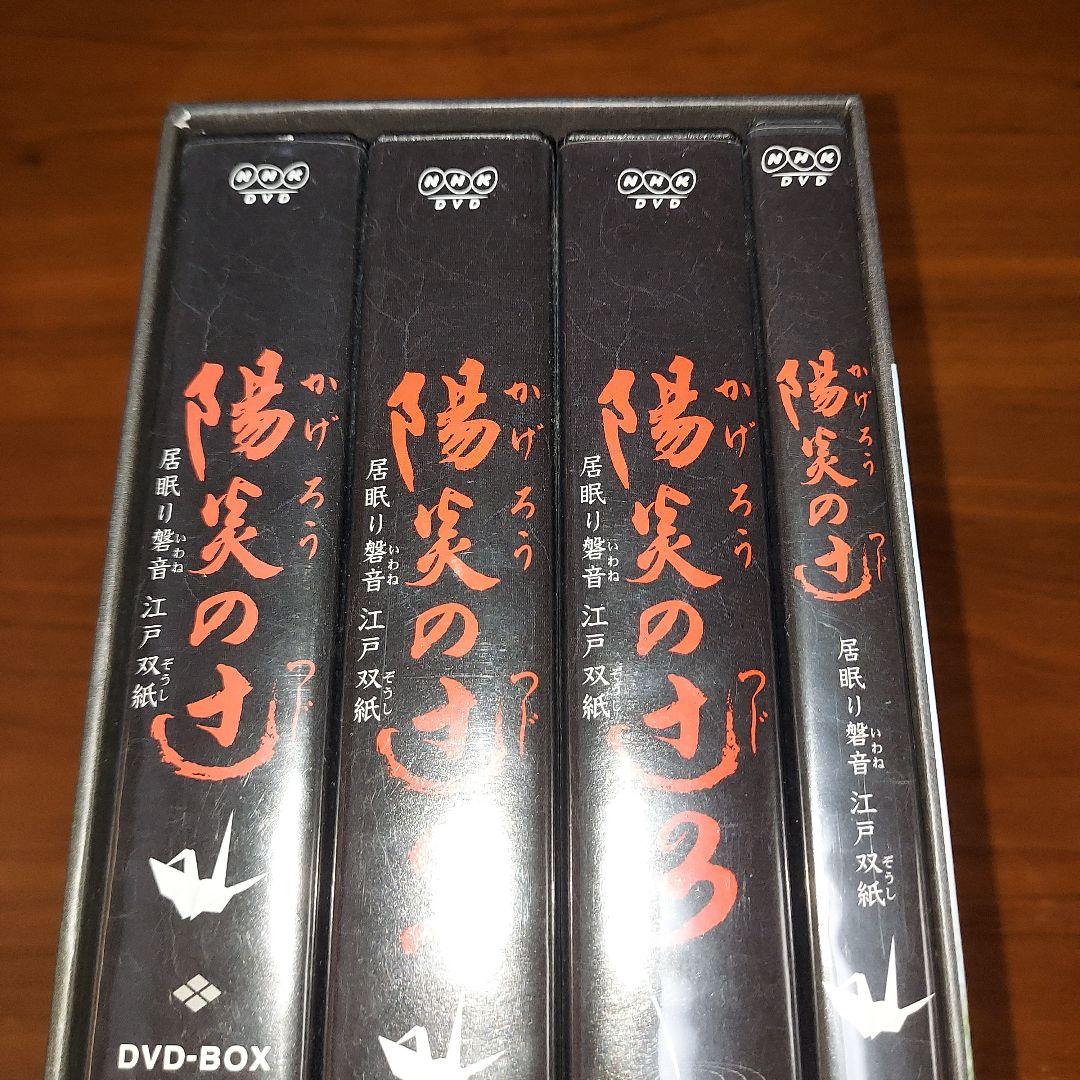 NHK
DVD
陽炎の辻
かげろう
つじ
居眠り磐音 江戸双紙
いわね
ぞうし
DVD-BOX
NHK
DVD
陽炎の辻
かげろう
つじ
居眠り磐音 江戸双紙
いわね
ぞうし
2
NHK
DVD
陽炎の辻
かげろう
つじ
居眠り磐音 江戸双紙
いわね
ぞうし
3
NHK
DVD
陽炎の辻
かげろう
つじ
居眠り磐音 江戸双紙
いわね
ぞうし